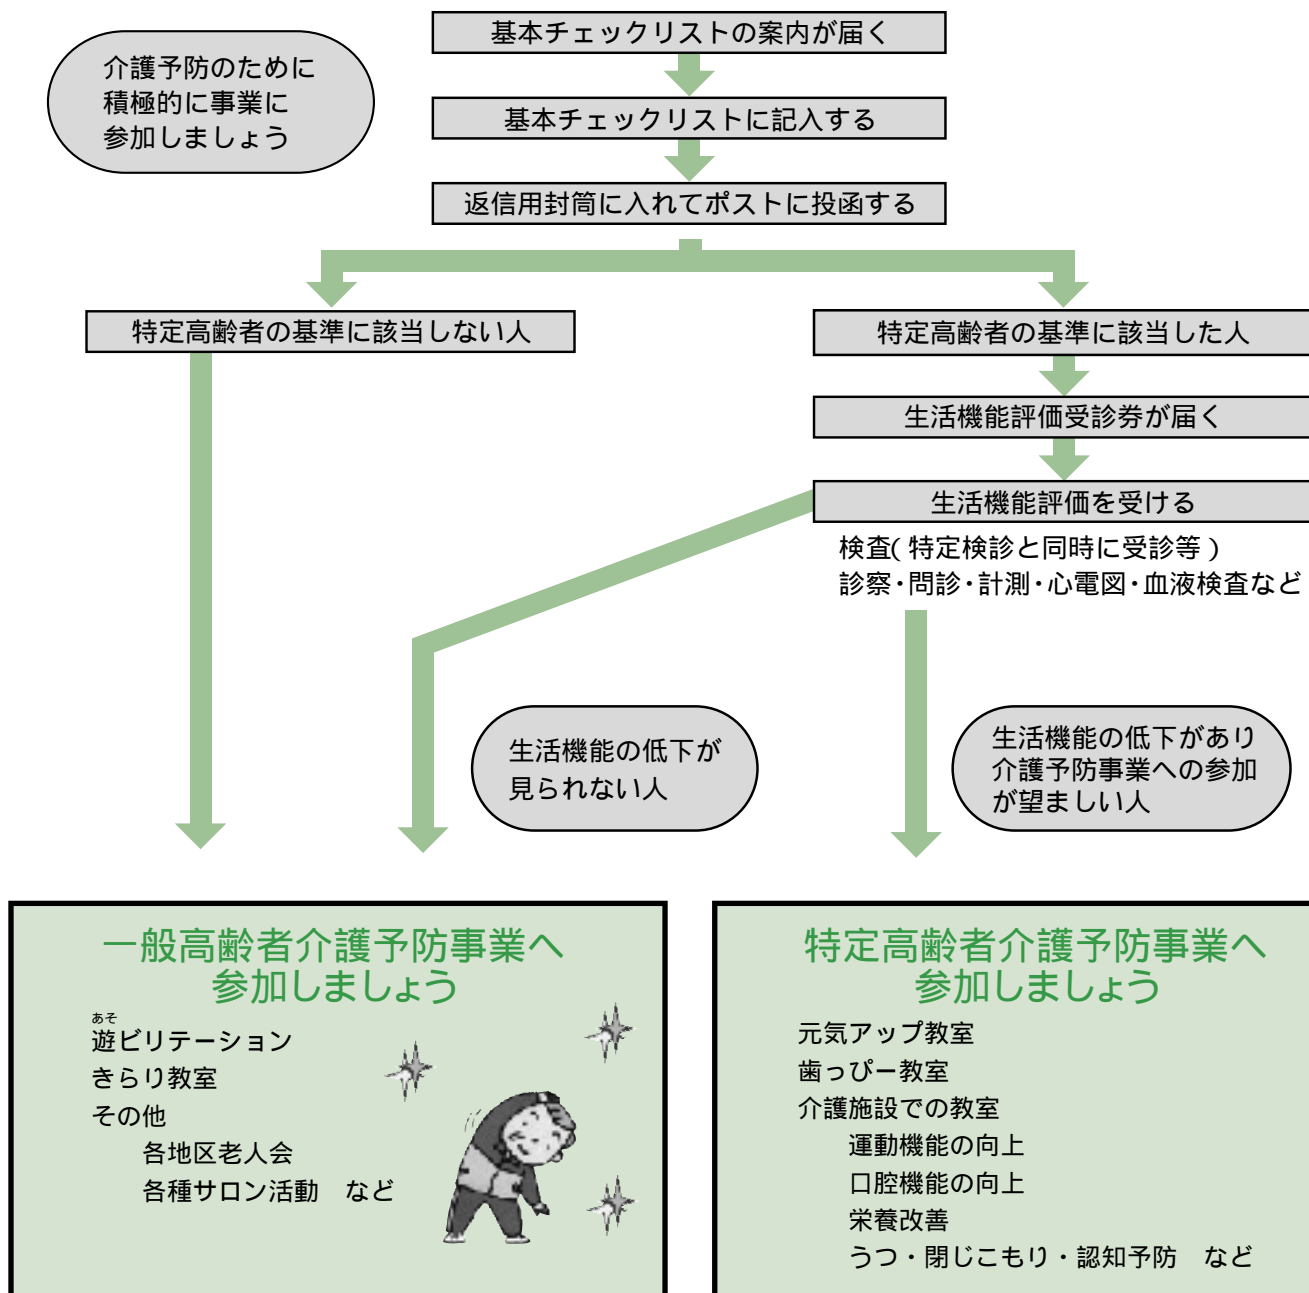 基本チェックリストの案内が届く
介護予防のために
積極的に事業に
参加しましょう
基本チェックリストに記入する
返信用封筒に入れてポストに投函する
特定高齢者の基準に該当しない人
特定高齢者の基準に該当した人
生活機能評価受診券が届く
生活機能評価を受ける
検査(特定検診と同時に受診等)
診察・問診・計測・心電図・血液検査など
生活機能の低下が
見られない人
生活機能の低下があり
介護予防事業への参加
が望ましい人
一般高齢者介護予防事業へ
参加しましょう
あそ
遊ビリテーション
きらり教室
その他
各地区老人会
各種サロン活動　など
特定高齢者介護予防事業へ
参加しましょう
元気アップ教室
歯っぴー教室
介護施設での教室
運動機能の向上
口腔機能の向上
栄養改善
うつ・閉じこもり・認知予防　など